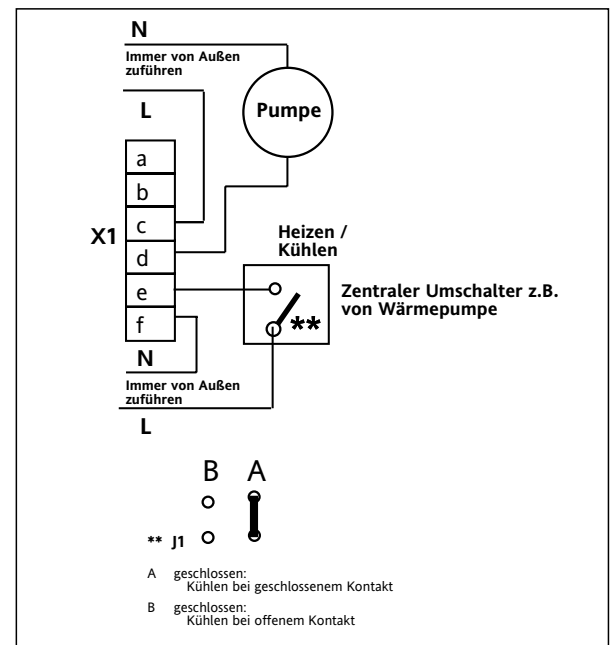 N
Immer von Außen
zuführen
L
Pumpe
a
b
c
d
e
f
X1
Heizen /
Kühlen
**
Zentraler Umschalter z.B.
von Wärmepumpe
N
Immer von Außen
zuführen
L
B A
** J1
A geschlossen:
Kühlen bei geschlossenem Kontakt
B geschlossen:
Kühlen bei offenem Kontakt